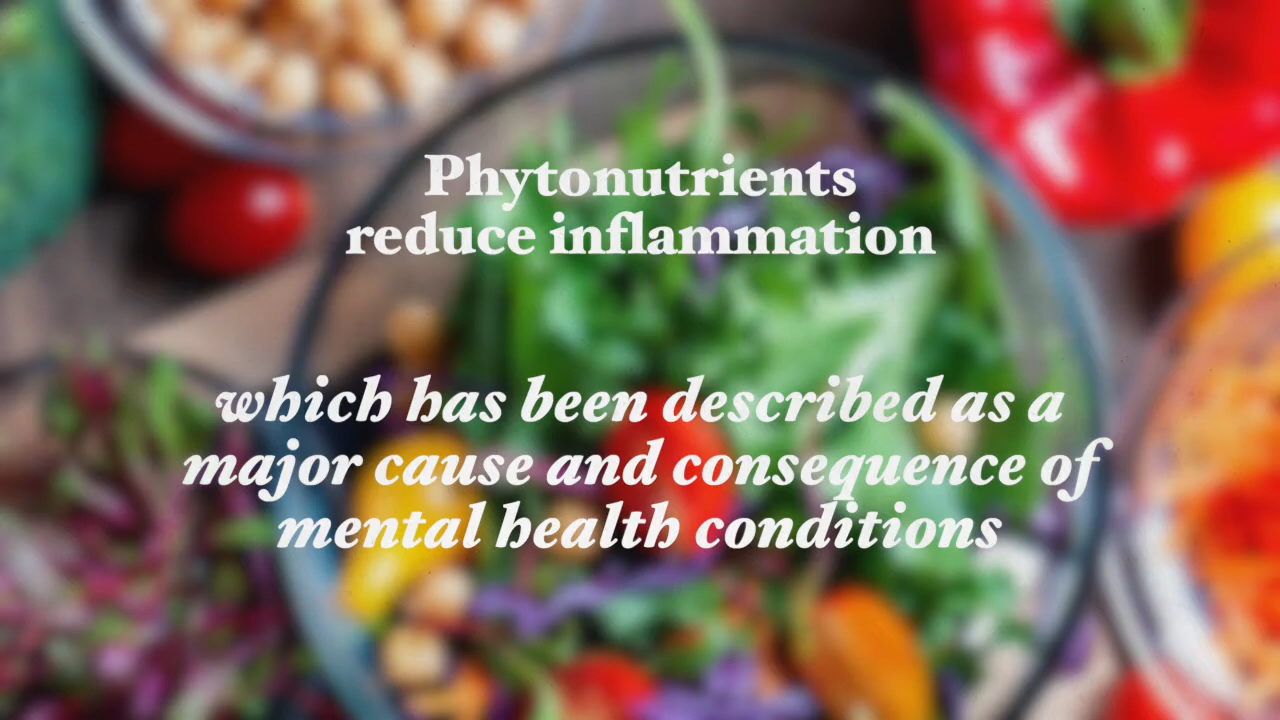 Phytonutrients
reduce inflammation
which has been described as a
major cause and consequence of
mental health conditions